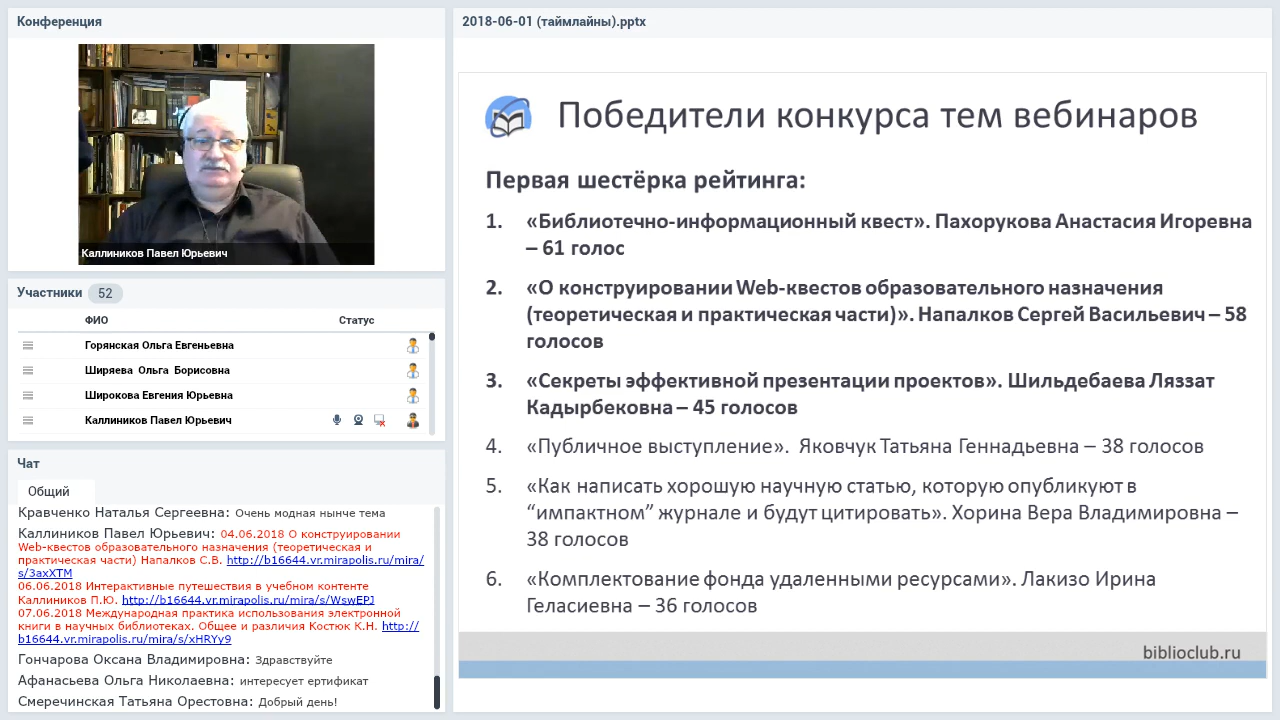 Конференция
Каллиников Павел Юрьевич
Участники 52
ФИО Статус
Горянская Ольга Евгеньевна
Ширяева Ольга Борисовна
Широкова Евгения Юрьевна
Каллиников Павел Юрьевич
Чат
Общий
Кравченко Наталья Сергеевна: Очень модная нынче тема
Каллиников Павел Юрьевич: 04.06.2018 О конструировании
Web-квестов образовательного назначения (теоретическая и
практическая части) Напалков С.В. http://b16644.vr.mirapolis.ru/mira/
s/3axXTM
06.06.2018 Интерактивные путешествия в учебном контенте
Каллиников П.Ю. http://b16644.vr.mirapolis.ru/mira/s/WswEPJ
07.06.2018 Международная практика использования электронной
книги в научных библиотеках. Общее и различия Костюк К.Н. http://
b16644.vr.mirapolis.ru/mira/s/xHRYy9
Гончарова Оксана Владимировна: Здравствуйте
Афанасьева Ольга Николаевна: интересует ертификат
Смеречинская Татьяна Орестовна: Добрый день!
2018-06-01 (таймлайны).pptx
Победители конкурса тем вебинаров
Первая шестёрка рейтинга:
1. «Библиотечно-информационный квест». Пахорукова Анастасия Игоревна
– 61 голос
2. «О конструировании Web-квестов образовательного назначения
(теоретическая и практическая части)». Напалков Сергей Васильевич – 58
голосов
3. «Секреты эффективной презентации проектов». Шильдебаева Ляззат
Кадырбековна – 45 голосов
4. «Публичное выступление». Яковчук Татьяна Геннадьевна – 38 голосов
5. «Как написать хорошую научную статью, которую опубликуют в
“импактном” журнале и будут цитировать». Хорина Вера Владимировна –
38 голосов
6. «Комплектование фонда удаленными ресурсами». Лакизо Ирина
Геласиевна – 36 голосов
biblioclub.ru